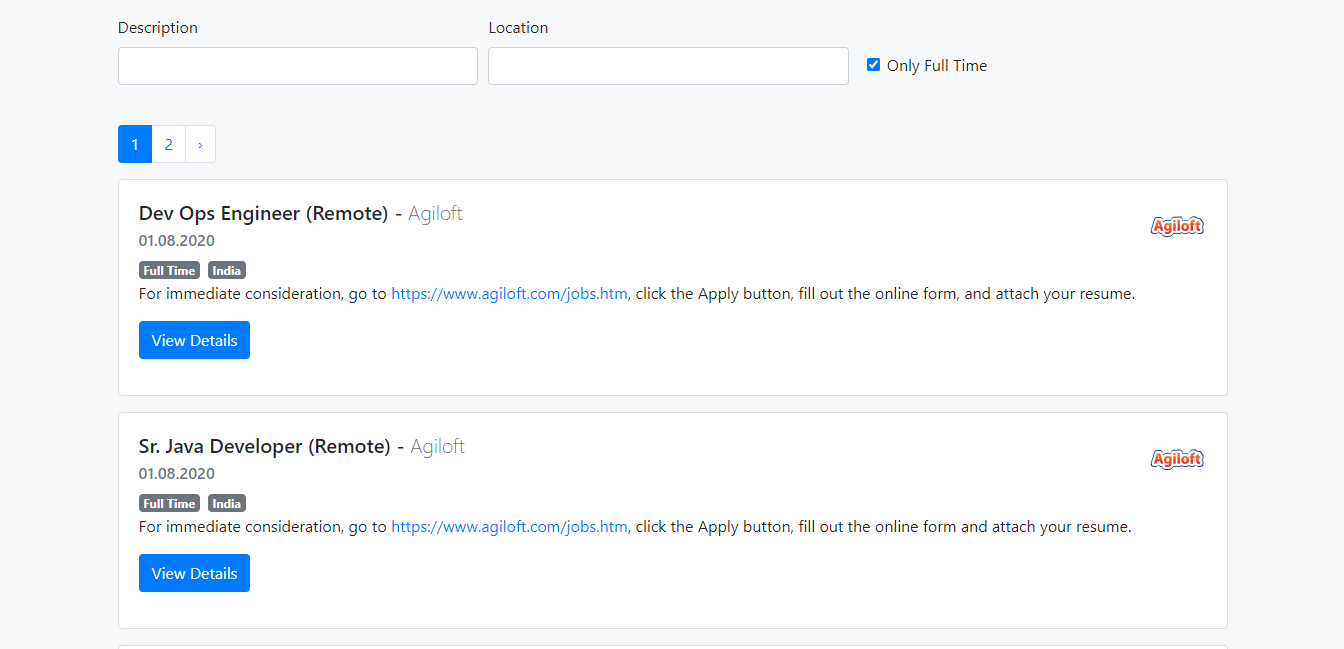 Description
Location
Only Full Time
1 2 ›
Dev Ops Engineer (Remote) - Agiloft
Agiloft
01.08.2020
Full Time India
For immediate consideration, go to https://www.agiloft.com/jobs.htm, click the Apply button, fill out the online form, and attach your resume.
View Details
Sr. Java Developer (Remote) - Agiloft
Agiloft
01.08.2020
Full Time India
For immediate consideration, go to https://www.agiloft.com/jobs.htm, click the Apply button, fill out the online form and attach your resume.
View Details